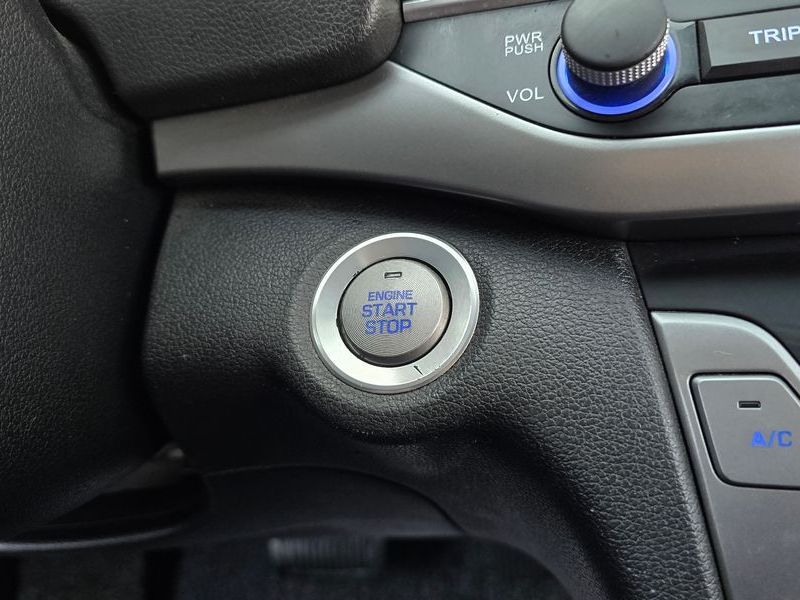 PWR
PUSH
TRIP
VOL
ENGINE
START
STOP
A/C